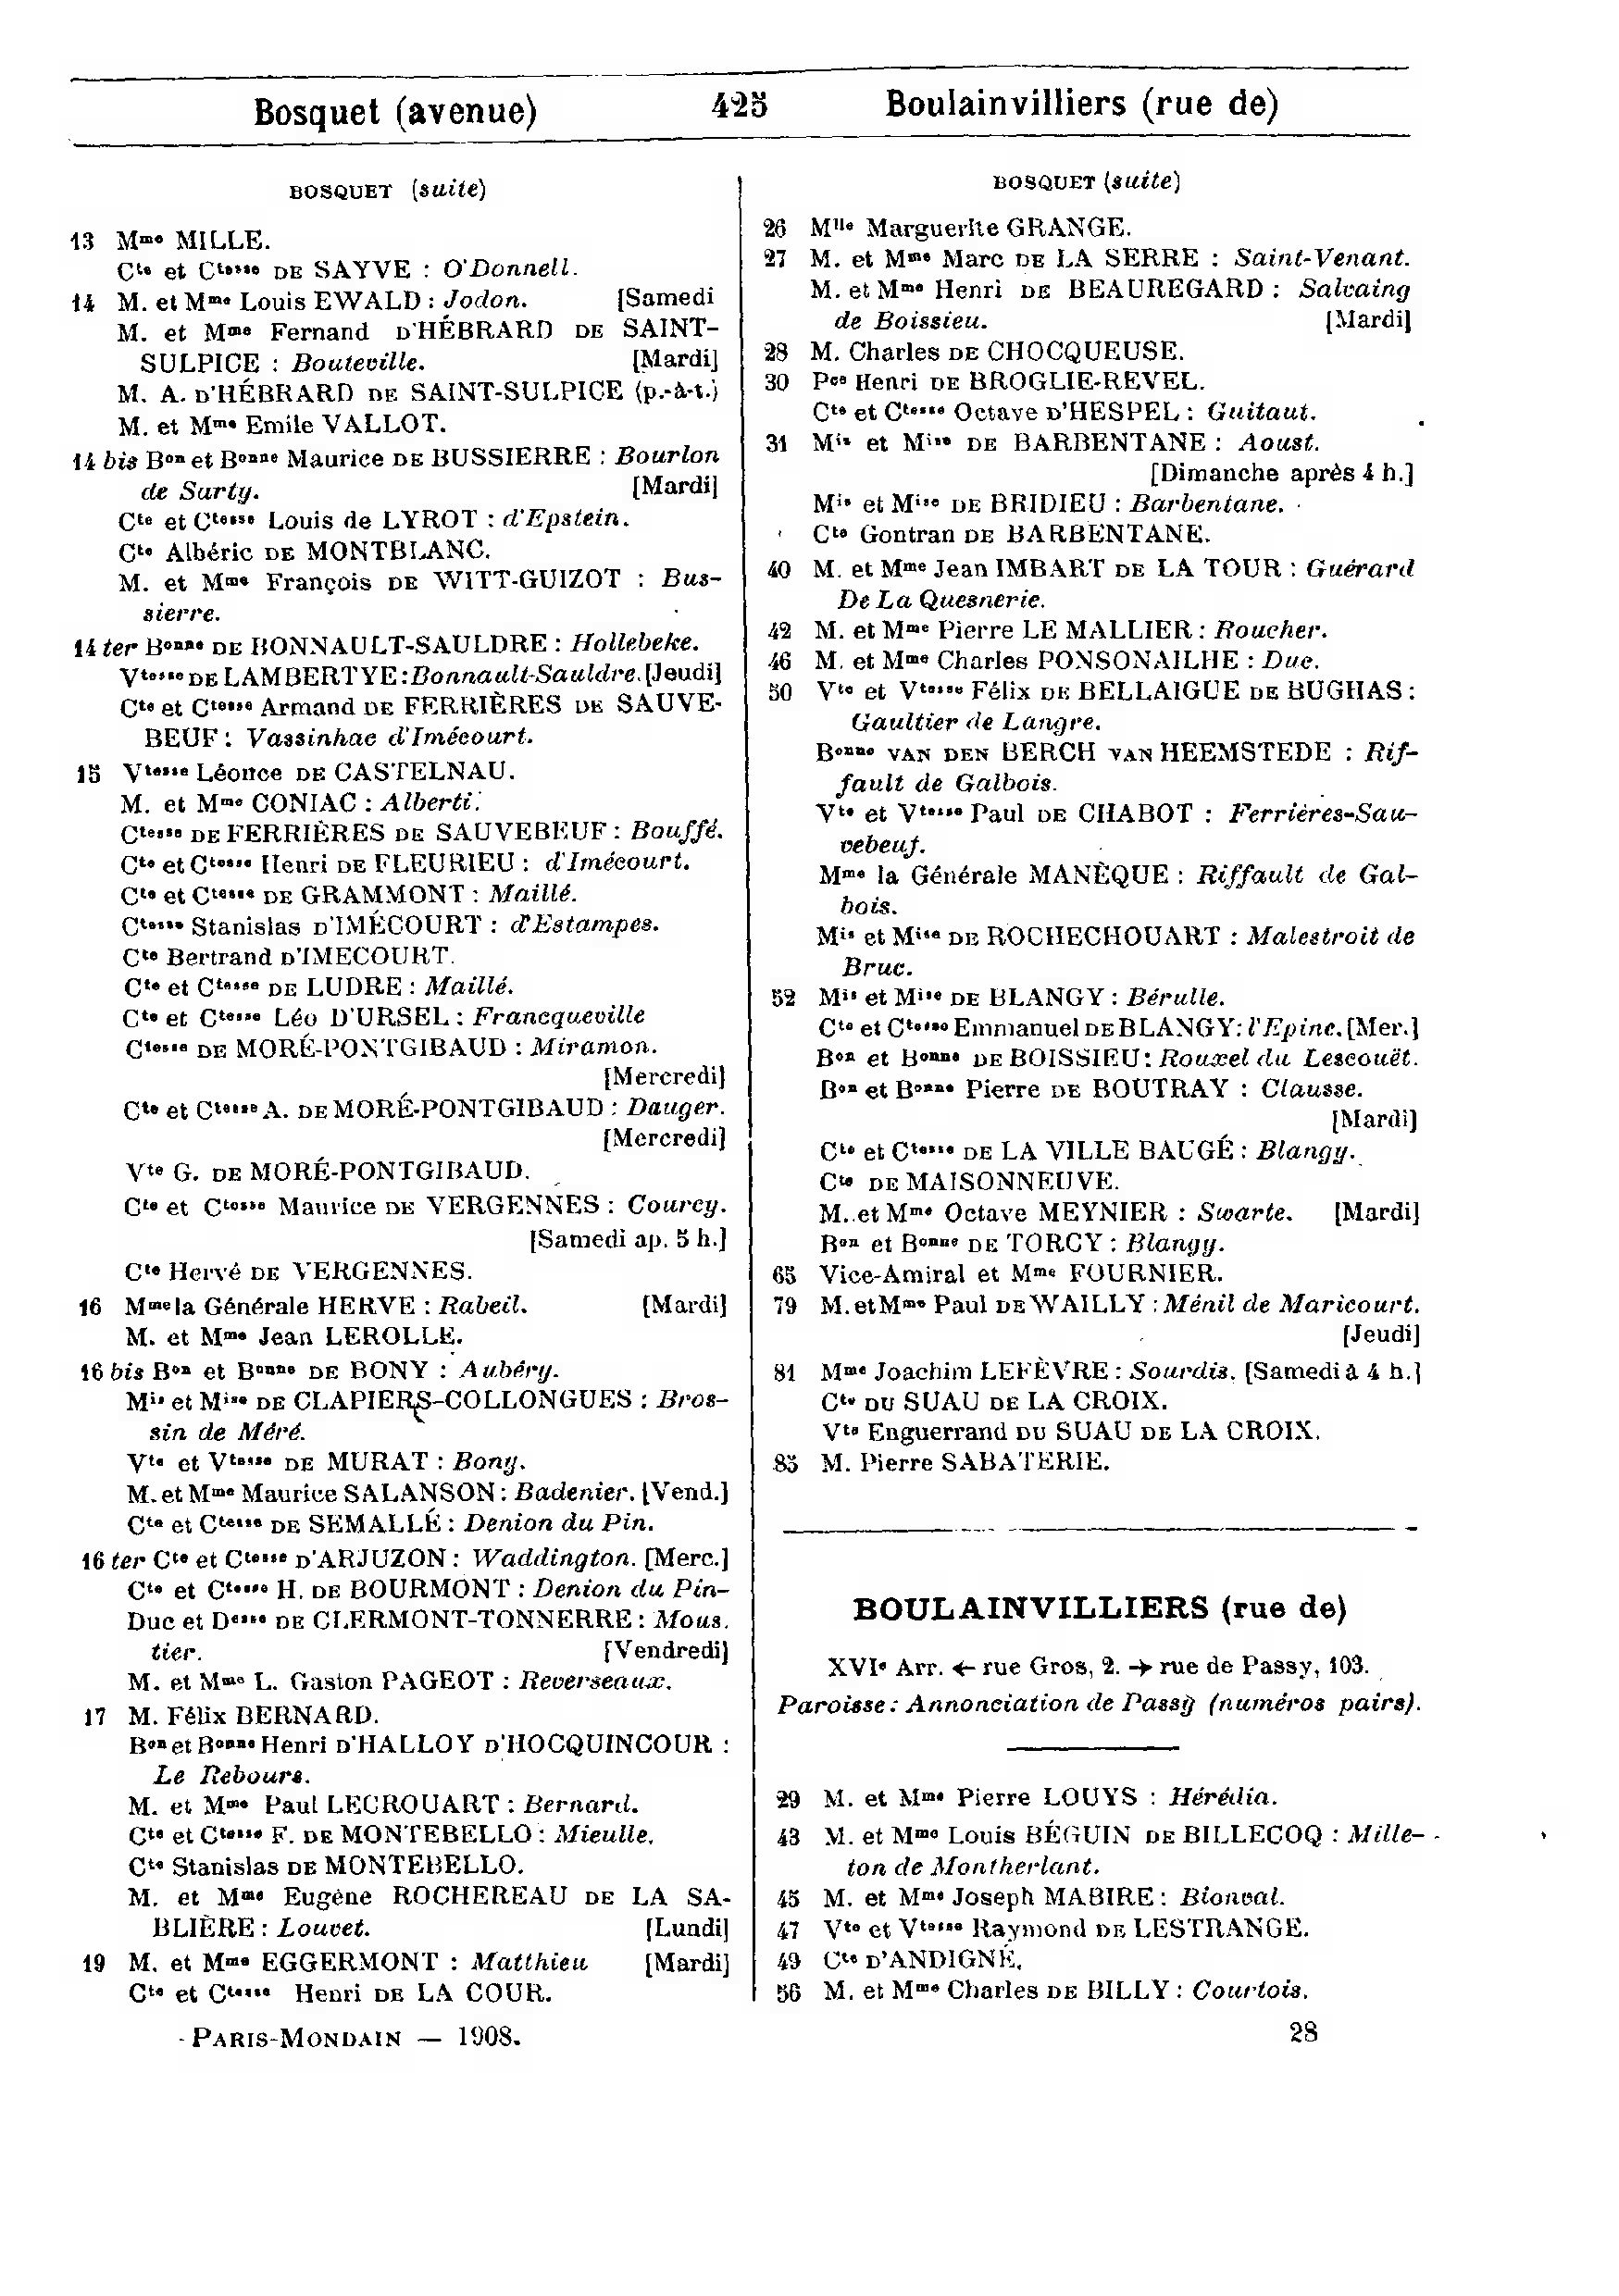 Bosquet (avenue) 425 Boulainvilliers (rue de)
BOSQUET (suite)
13 Mme MILLE.
Cte et Ctesse DE SAYVE : O'Donnell.
14 M. et Mme Louis EWALD : Jodon. [Samedi
M. et Mme Fernand D'HÉBRARD DE SAINT-
SULPICE : Bouteville. [Mardi]
M. A. D'HÉBRARD DE SAINT-SULPICE (p.-à-t.)
M. et Mme Emile VALLOT.
14 bis Bon et Bonne Maurice DE BUSSIERRE : Bourlon
de Sarty. [Mardi]
Cte et Ctesse Louis de LYROT : d'Epstein.
Cte Albéric DE MONTBLANC.
M. et Mme François DE WITT-GUIZOT : Bus-
sierre.
14 ter Bonne DE BONNAULT-SAULDRE : Hollebeke.
Vtesse DE LAMBERTYE : Bonnault-Sauldre. [Jeudi]
Cte et Ctesse Armand DE FERRIÈRES DE SAUVE-
BEUF : Vassinhac d'Imécourt.
15 Vtesse Léonce DE CASTELNAU.
M. et Mme CONIAC : Alberti.
Ctesse DE FERRIÈRES DE SAUVEBEUF : Bouffé.
Cte et Ctesse Henri DE FLEURIEU : d'Imécourt.
Cte et Ctesse DE GRAMMONT : Maillé.
Ctesse Stanislas D'IMÉCOURT : d'Estampes.
Cte Bertrand D'IMECOURT.
Cte et Ctesse DE LUDRE : Maillé.
Cte et Ctesse Léo D'URSEL : Francqueville
Ctesse DE MORÉ-PONTGIBAUD : Miramon.
[Mercredi]
Cte et Ctesse A. DE MORÉ-PONTGIBAUD : Dauger.
[Mercredi]
Vte G. DE MORÉ-PONTGIBAUD.
Cte et Ctesse Maurice DE VERGENNES : Courcy.
[Samedi ap. 5 h.]
Cte Hervé DE VERGENNES.
16 Mme la Générale HERVE : Rabeil. [Mardi]
M. et Mme Jean LEROLLE.
16 bis Bon et Bonne DE BONY : Aubéry.
Mis et Mise DE CLAPIERS-COLLONGUES : Bros-
sin de Méré.
Vte et Vtesse DE MURAT : Bony.
M. et Mme Maurice SALANSON : Badenier. [Vend.]
Cte et Ctesse DE SEMALLÉ : Denion du Pin.
16 ter Cte et Ctesse D'ARJUZON : Waddington. [Merc.]
Cte et Ctesse H. DE BOURMONT : Denion du Pin-
Duc et Desse DE CLERMONT-TONNERRE : Mous.
tier. [Vendredi]
M. et Mme L. Gaston PAGEOT : Reverseaux.
17 M. Félix BERNARD.
Bon et Bonne Henri D'HALLOY D'HOCQUINCOUR :
Le Rebours.
M. et Mme Paul LECROUART : Bernard.
Cte et Ctesse F. DE MONTEBELLO : Mieulle.
Cte Stanislas DE MONTEBELLO.
M. et Mme Eugène ROCHEREAU DE LA SA-
BLIÈRE : Louvet. [Lundi]
19 M. et Mme EGGERMONT : Matthieu [Mardi]
Cte et Ctesse Henri DE LA COUR.
BOSQUET (suite)
26 Mlle Marguerite GRANGE.
27 M. et Mme Marc DE LA SERRE : Saint-Venant.
M. et Mme Henri DE BEAUREGARD : Salvaing
de Boissieu. [Mardi]
28 M. Charles DE CHOCQUEUSE.
30 Pce Henri DE BROGLIE-REVEL.
Cte et Ctesse Octave D'HESPEL : Guitaut.
31 Mis et Mise DE BARBENTANE : Aoust.
[Dimanche après 4 h.]
Mis et Mise DE BRIDIEU : Barbentane.
Cte Gontran DE BARBENTANE.
40 M. et Mme Jean IMBART DE LA TOUR : Guérard
De La Quesnerie.
42 M. et Mme Pierre LE MALLIER : Roucher.
46 M. et Mme Charles PONSONAILHE : Duc.
50 Vte et Vtesse Félix DE BELLAIGUE DE BUGHAS :
Gaultier de Langre.
Bonne VAN DEN BERCH VAN HEEMSTEDE : Rif-
fault de Galbois.
Vte et Vtesse Paul DE CHABOT : Ferrières-Sau-
vebeuf.
Mme la Générale MANÈQUE : Riffault de Gal-
bois.
Mis et Mise DE ROCHECHOUART : Malestroit de
Bruc.
52 Mis et Mise DE BLANGY : Bérulle.
Cte et Ctesse Emmanuel DE BLANGY : l'Epine. [Mer.]
Bon et Bonne DE BOISSIEU : Rouxel du Lescouët.
Bon et Bonne Pierre DE BOUTRAY : Clausse.
[Mardi]
Cte et Ctesse DE LA VILLE BAUGÉ : Blangy.
Cte DE MAISONNEUVE.
M. et Mme Octave MEYNIER : Swarte. [Mardi]
Bon et Bonne DE TORCY : Blangy.
65 Vice-Amiral et Mme FOURNIER.
79 M. et Mme Paul DE WAILLY : Ménil de Maricourt.
[Jeudi]
81 Mme Joachim LEFÈVRE : Sourdis. [Samedi à 4 h.]
Cte DU SUAU DE LA CROIX.
Vte Enguerrand DU SUAU DE LA CROIX.
85 M. Pierre SABATERIE.
BOULAINVILLIERS (rue de)
XVIe Arr. ← rue Gros, 2. → rue de Passy, 103.
Paroisse : Annonciation de Passy (numéros pairs).
29 M. et Mme Pierre LOUYS : Hérédia.
43 M. et Mme Louis BÉGUIN DE BILLECOQ : Mille-
ton de Montherlant.
45 M. et Mme Joseph MABIRE : Bionval.
47 Vte et Vtesse Raymond DE LESTRANGE.
49 Cte D'ANDIGNÉ.
56 M. et Mme Charles DE BILLY : Courtois.
PARIS-MONDAIN — 1908. 28